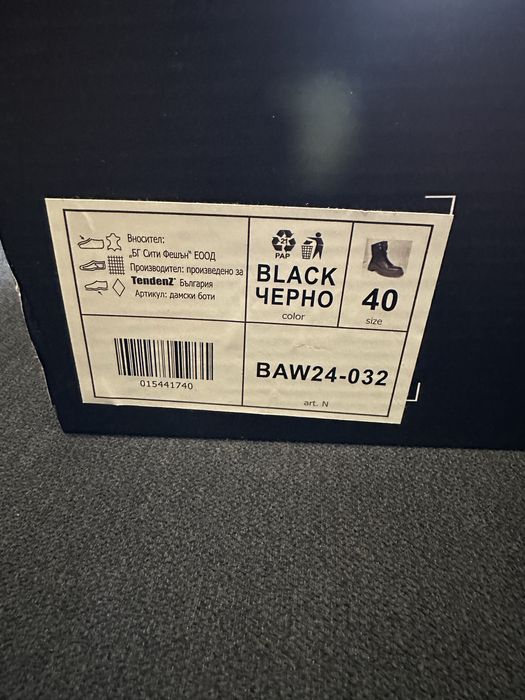 Вносител:
„БГ Сити Фешън“ ЕООД
Производител: произведено за
TendenZ България
Артикул: дамски боти
21
PAP
BLACK
ЧЕРНО
color
40
size
015441740
BAW24-032
art. N